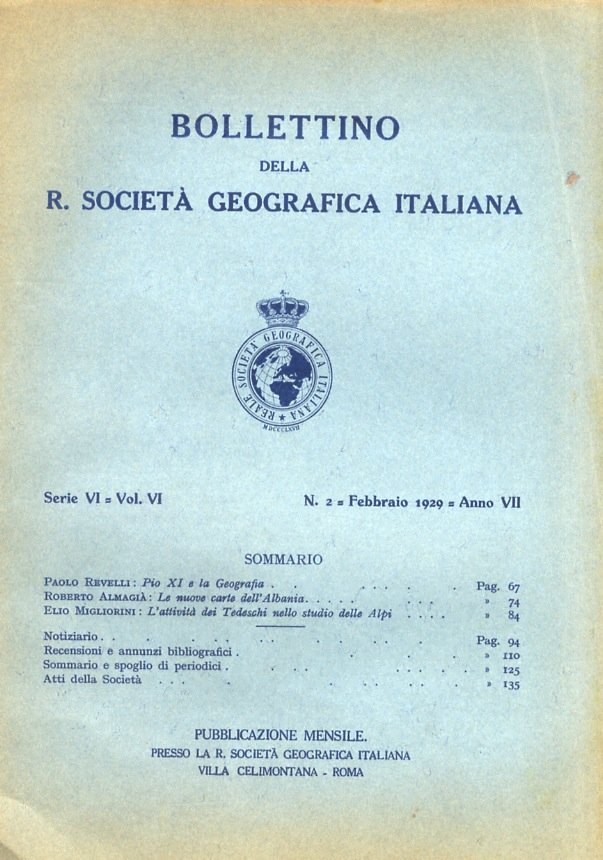 BOLLETTINO
DELLA
R. SOCIETÀ GEOGRAFICA ITALIANA
REALE SOCIETÀ GEOGRAFICA ITALIANA
MDCCCLXVII
Serie VI = Vol. VI N. 2 = Febbraio 1929 = Anno VII
SOMMARIO
PAOLO REVELLI: Pio XI e la Geografia . . . . . . . . Pag. 67
ROBERTO ALMAGIÀ: Le nuove carte dell'Albania. . . . . . » 74
ELIO MIGLIORINI: L'attività dei Tedeschi nello studio delle Alpi . . . . » 84
Notiziario. . . . . . . . . . Pag. 94
Recensioni e annunzi bibliografici . . . . . . » 110
Sommario e spoglio di periodici . . . . . . . » 125
Atti della Società . . . . . . . . . » 135
PUBBLICAZIONE MENSILE.
PRESSO LA R. SOCIETÀ GEOGRAFICA ITALIANA
VILLA CELIMONTANA - ROMA